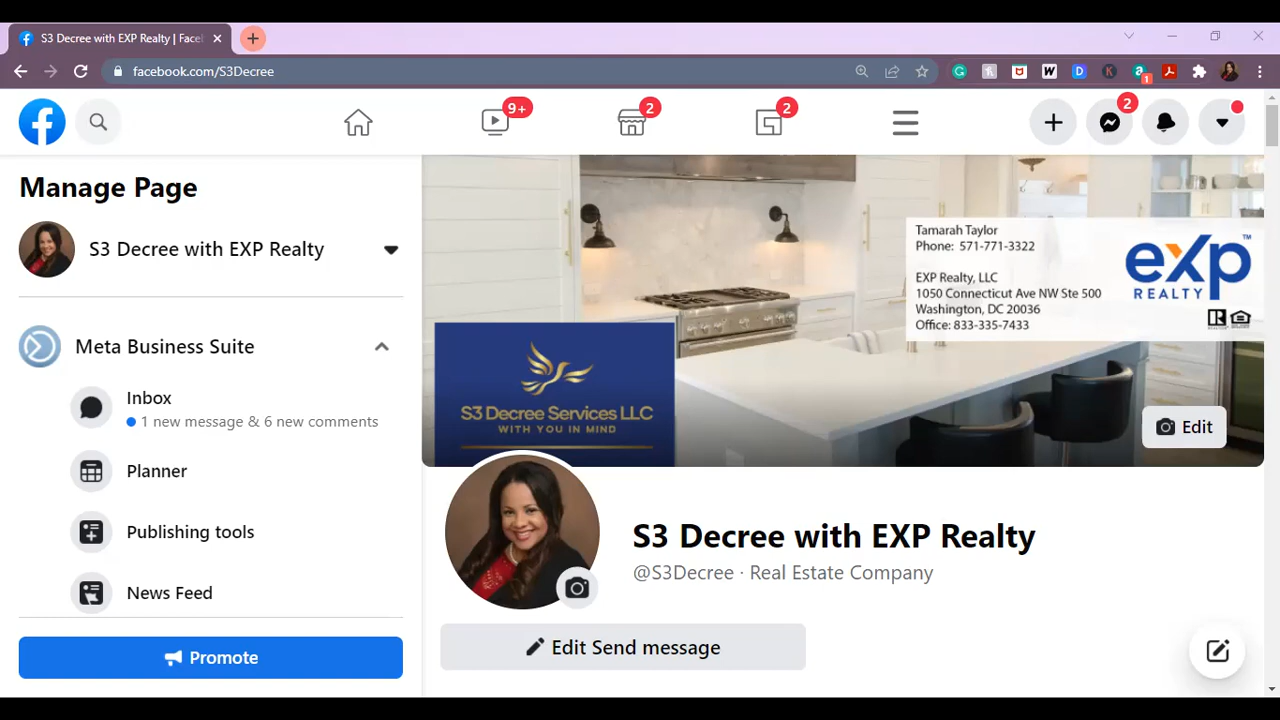 S3 Decree with EXP Realty | Face
facebook.com/S3Decree
1
9+
2
2
2
Manage Page
S3 Decree with EXP Realty
Meta Business Suite
Inbox
1 new message & 6 new comments
Planner
Publishing tools
News Feed
Promote
Tamarah Taylor
Phone: 571-771-3322
EXP Realty, LLC
1050 Connecticut Ave NW Ste 500
Washington, DC 20036
Office: 833-335-7433
eXp™
REALTY
S3 Decree Services LLC
WITH YOU IN MIND
Edit
S3 Decree with EXP Realty
@S3Decree · Real Estate Company
Edit Send message